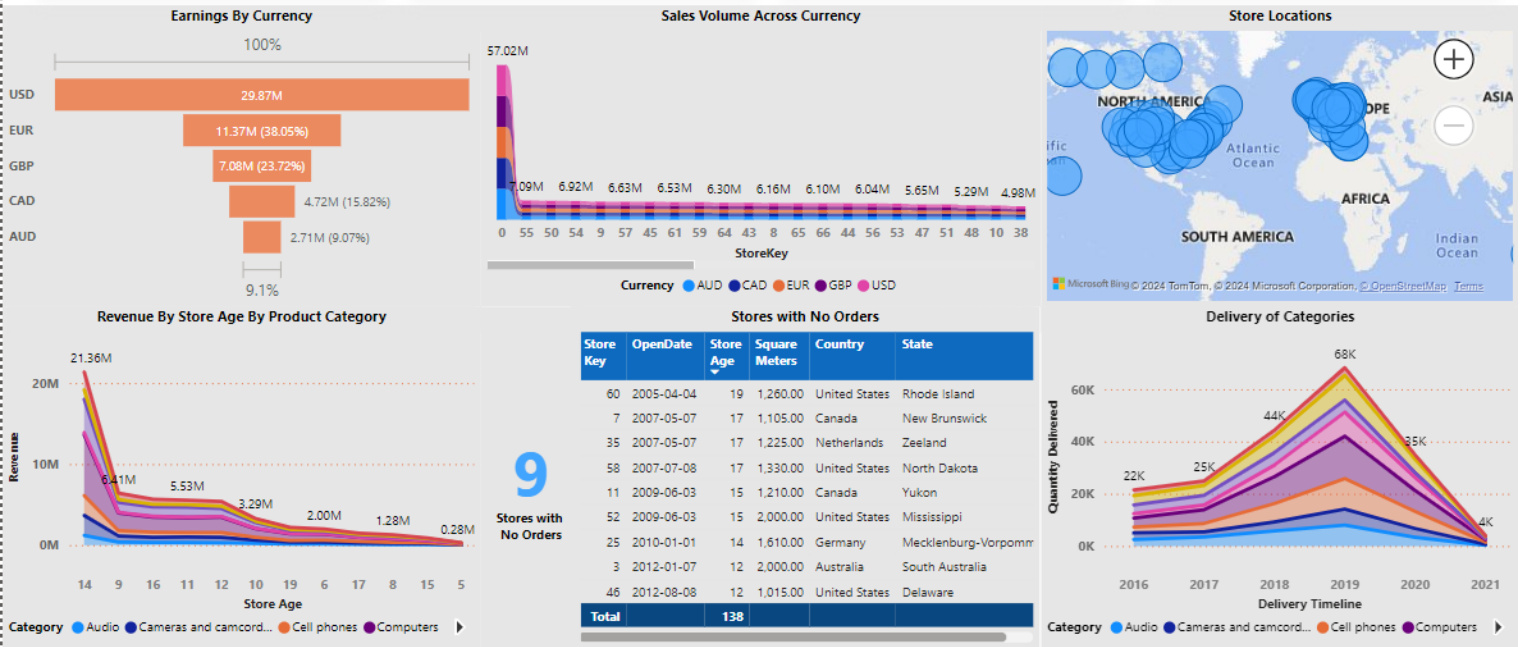 Earnings By Currency
100%
USD 29.87M
EUR 11.37M (38.05%)
GBP 7.08M (23.72%)
CAD 4.72M (15.82%)
AUD 2.71M (9.07%)
9.1%
Sales Volume Across Currency
57.02M
7.09M 6.92M 6.63M 6.53M 6.30M 6.16M 6.10M 6.04M 5.65M 5.29M 4.98M
0 55 50 54 9 57 45 61 59 64 43 8 65 66 44 56 53 47 51 48 10 38
StoreKey
Currency AUD CAD EUR GBP USD
Store Locations
NORTH AMERICA
OPE
ASIA
ific
Atlantic
Ocean
AFRICA
SOUTH AMERICA
Indian
Ocean
Microsoft Bing © 2024 TomTom, © 2024 Microsoft Corporation, © OpenStreetMap Terms
Revenue By Store Age By Product Category
21.36M
20M
6.41M 5.53M 3.29M 2.00M 1.28M 0.28M
10M
0M
Revenue
14 9 16 11 12 10 19 6 17 8 15 5
Store Age
Category Audio Cameras and camcord... Cell phones Computers
9
Stores with
No Orders
Stores with No Orders
Store Key OpenDate Store Age Square Meters Country State
60 2005-04-04 19 1,260.00 United States Rhode Island
7 2007-05-07 17 1,105.00 Canada New Brunswick
35 2007-05-07 17 1,225.00 Netherlands Zeeland
58 2007-07-08 17 1,330.00 United States North Dakota
11 2009-06-03 15 1,210.00 Canada Yukon
52 2009-06-03 15 2,000.00 United States Mississippi
25 2010-01-01 14 1,610.00 Germany Mecklenburg-Vorpomm
3 2012-01-07 12 2,000.00 Australia South Australia
46 2012-08-08 12 1,015.00 United States Delaware
Total 138
Delivery of Categories
68K
60K
44K
40K
35K
22K 25K
20K
4K
0K
Quantity Delivered
2016 2017 2018 2019 2020 2021
Delivery Timeline
Category Audio Cameras and camcord... Cell phones Computers